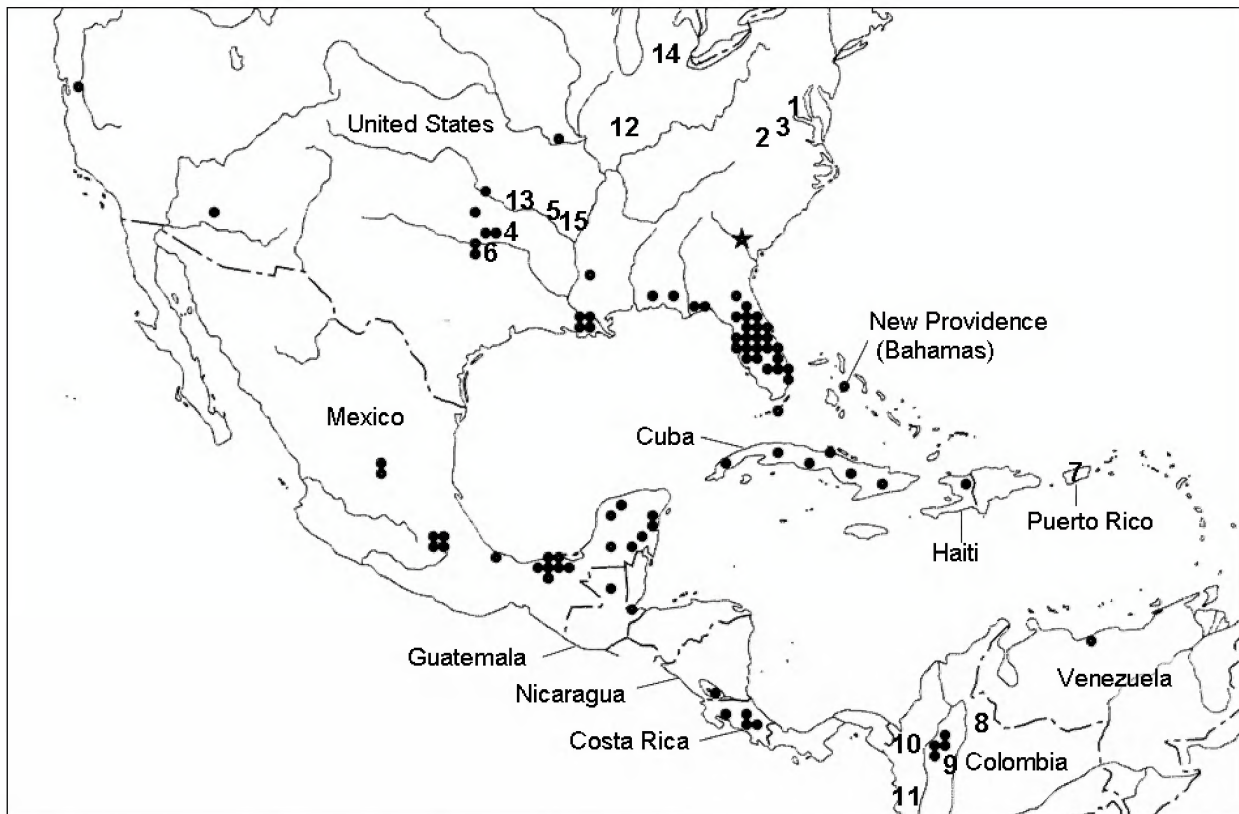 14
1
United States
12
3
2
13
5
15
4
6
New Providence
(Bahamas)
Mexico
Cuba
7
Puerto Rico
Haiti
Guatemala
Nicaragua
Venezuela
8
Costa Rica
10
9 Colombia
11